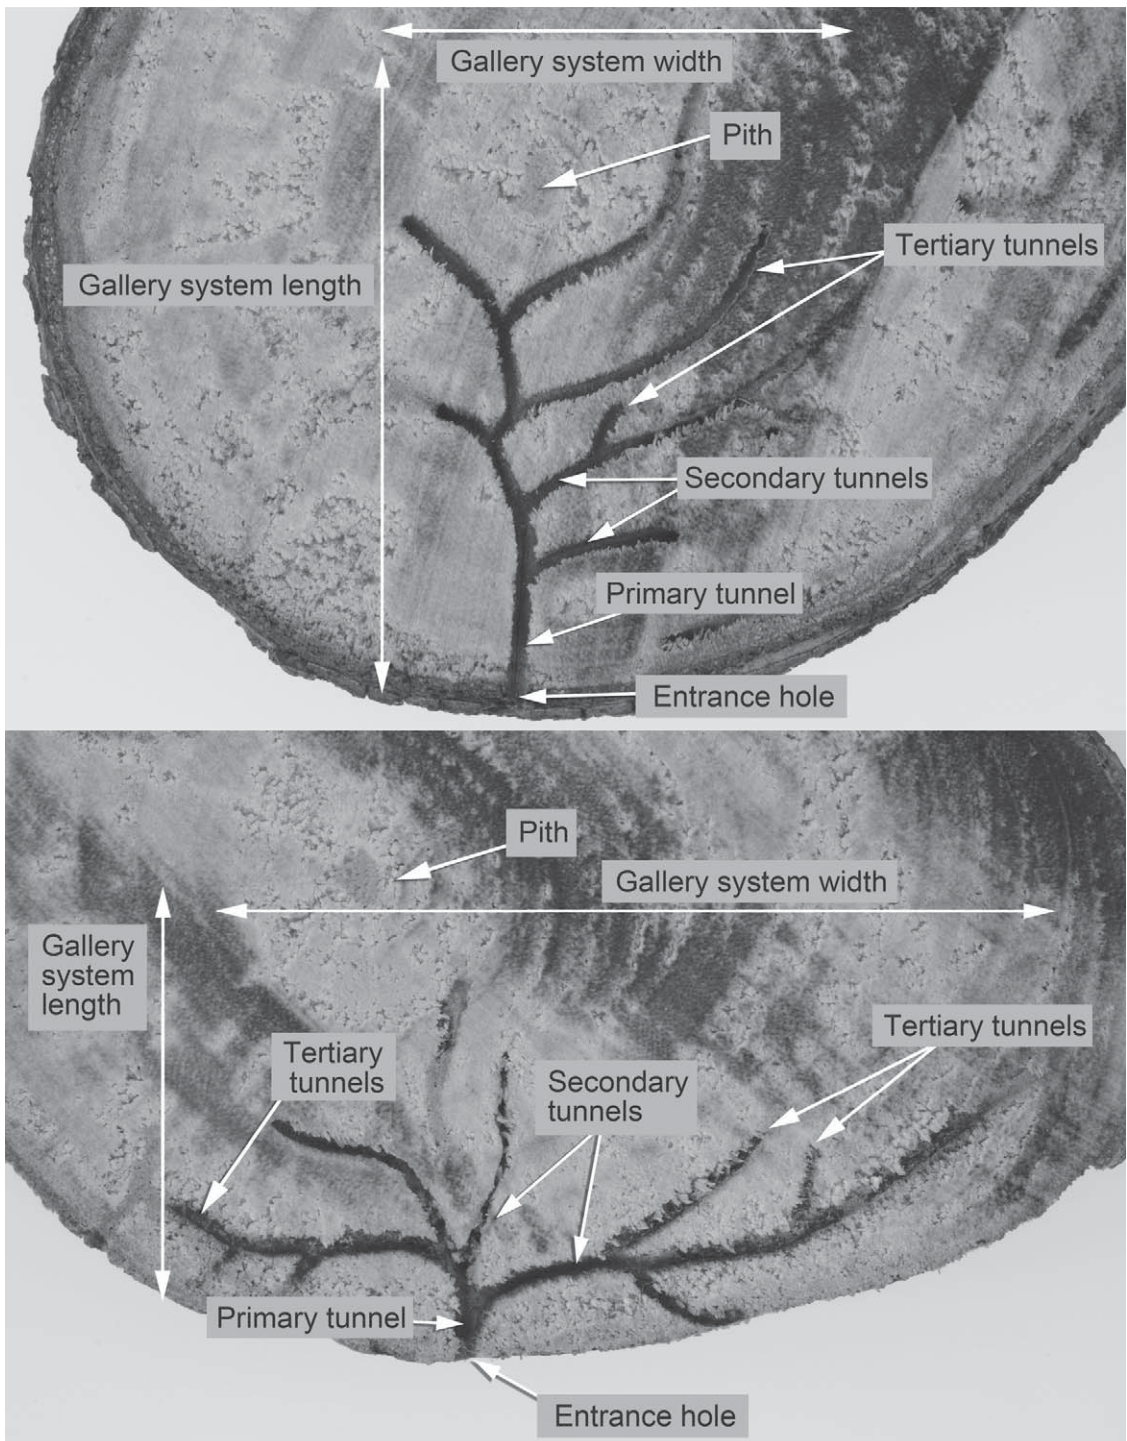 Gallery system width
Pith
Tertiary tunnels
Gallery system length
Secondary tunnels
Primary tunnel
Entrance hole
Pith
Gallery system width
Gallery
system
length
Tertiary tunnels
Tertiary
tunnels
Secondary
tunnels
Primary tunnel
Entrance hole